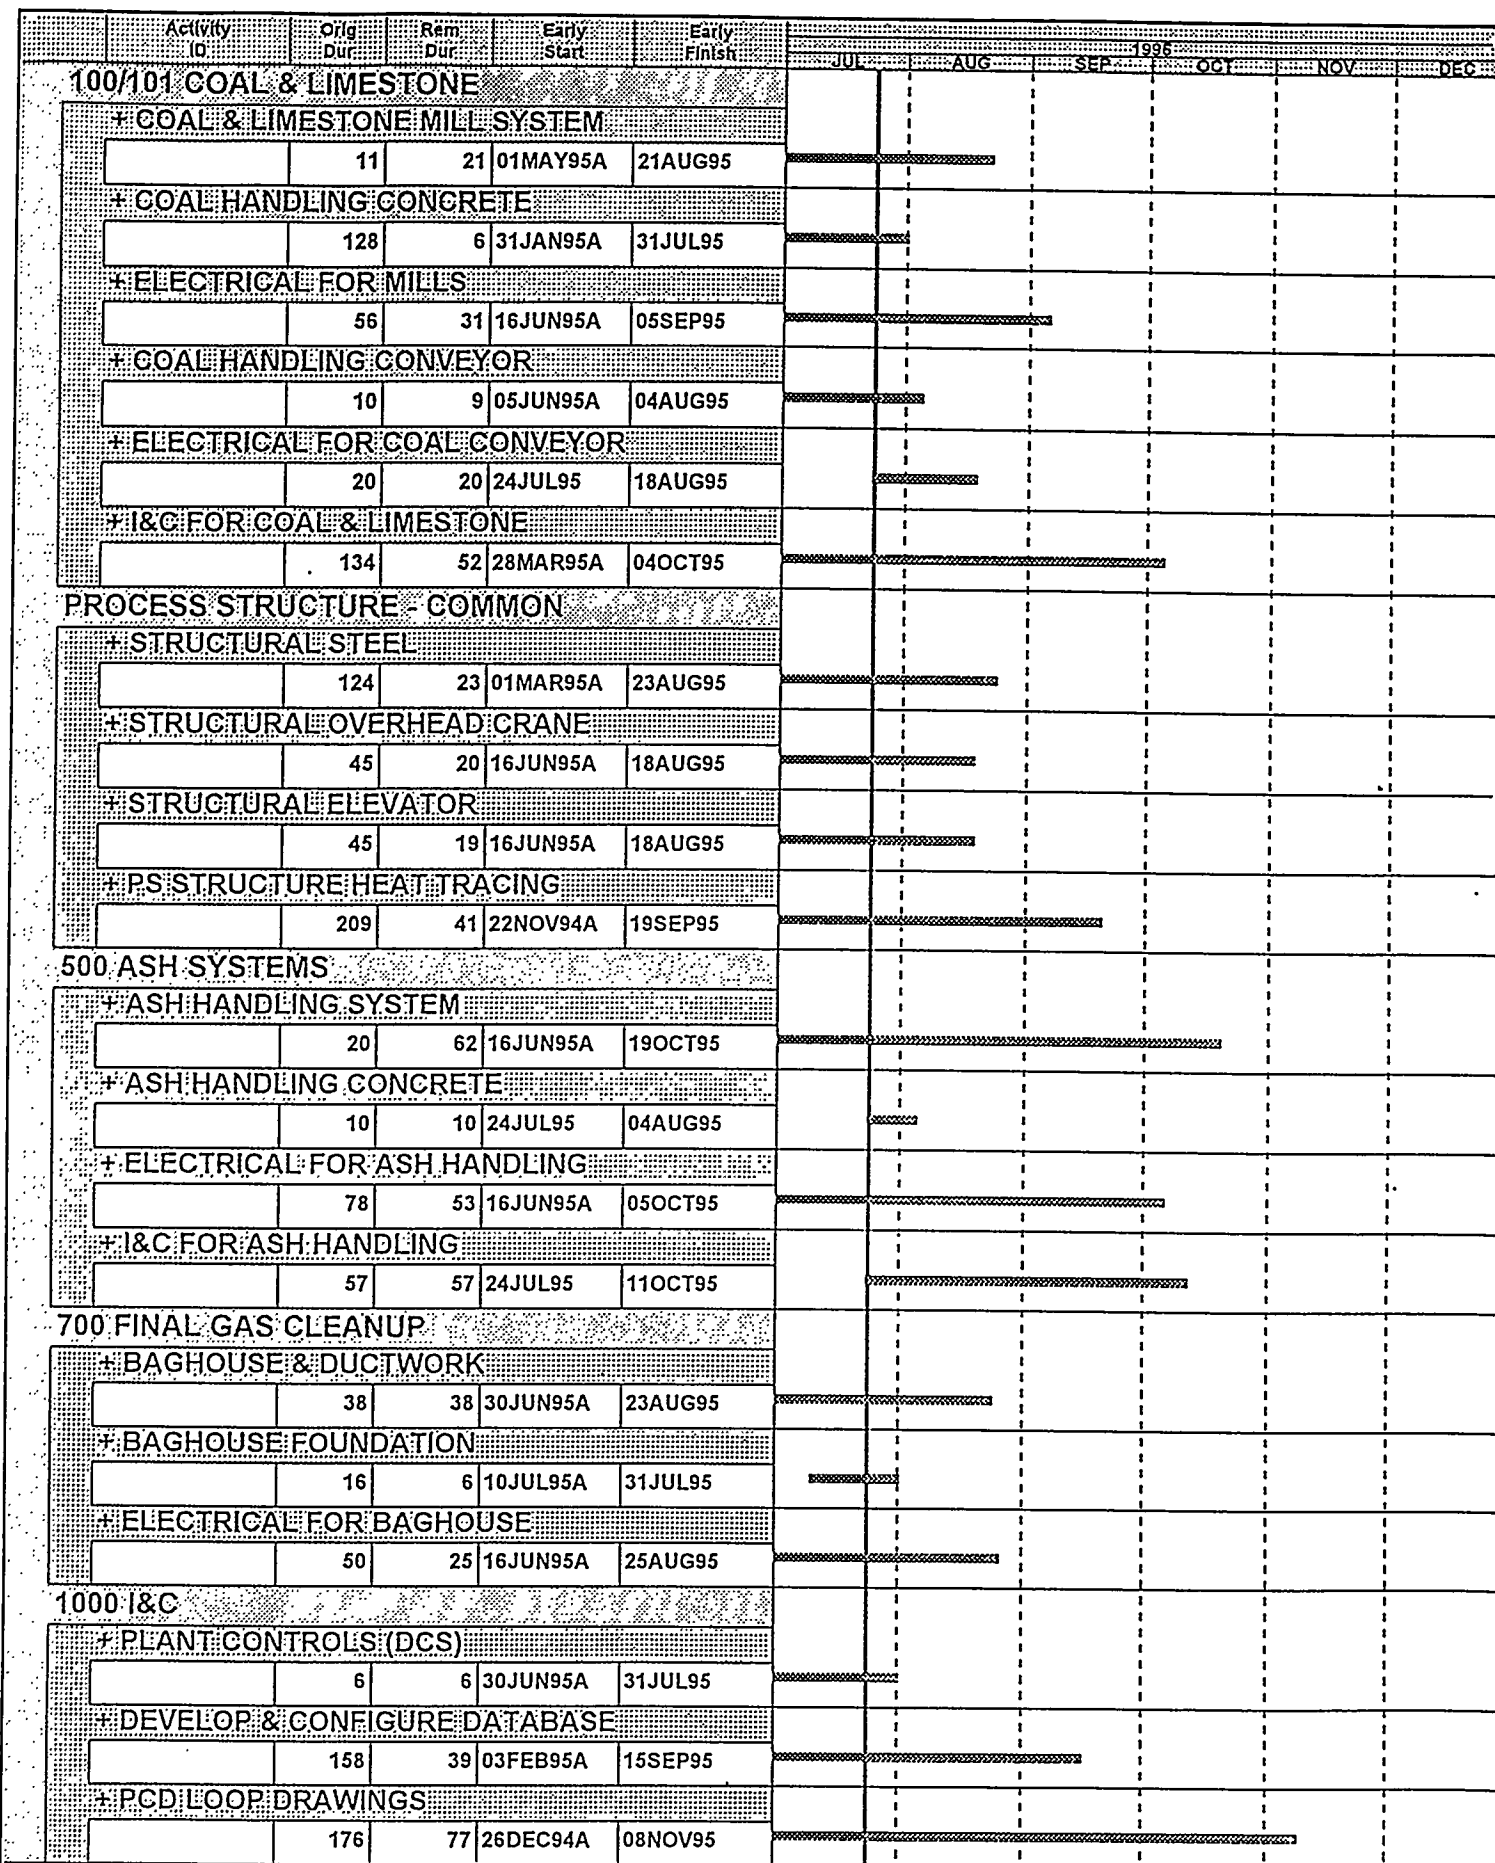 Activity ID Orig Dur Rem Dur Early Start Early Finish
1995
JUL AUG SEP OCT NOV DEC
100/101 COAL & LIMESTONE
+ COAL & LIMESTONE MILL SYSTEM
11 21 01MAY95A 21AUG95
+ COAL HANDLING CONCRETE
128 6 31JAN95A 31JUL95
+ ELECTRICAL FOR MILLS
56 31 16JUN95A 05SEP95
+ COAL HANDLING CONVEYOR
10 9 05JUN95A 04AUG95
+ ELECTRICAL FOR COAL CONVEYOR
20 20 24JUL95 18AUG95
+ I&C FOR COAL & LIMESTONE
134 52 28MAR95A 04OCT95
PROCESS STRUCTURE - COMMON
+ STRUCTURAL STEEL
124 23 01MAR95A 23AUG95
+ STRUCTURAL OVERHEAD CRANE
45 20 16JUN95A 18AUG95
+ STRUCTURAL ELEVATOR
45 19 16JUN95A 18AUG95
+ PS STRUCTURE HEAT TRACING
209 41 22NOV94A 19SEP95
500 ASH SYSTEMS
+ ASH HANDLING SYSTEM
20 62 16JUN95A 19OCT95
+ ASH HANDLING CONCRETE
10 10 24JUL95 04AUG95
+ ELECTRICAL FOR ASH HANDLING
78 53 16JUN95A 05OCT95
+ I&C FOR ASH HANDLING
57 57 24JUL95 11OCT95
700 FINAL GAS CLEANUP
+ BAGHOUSE & DUCTWORK
38 38 30JUN95A 23AUG95
+ BAGHOUSE FOUNDATION
16 6 10JUL95A 31JUL95
+ ELECTRICAL FOR BAGHOUSE
50 25 16JUN95A 25AUG95
1000 I&C
+ PLANT CONTROLS (DCS)
6 6 30JUN95A 31JUL95
+ DEVELOP & CONFIGURE DATABASE
158 39 03FEB95A 15SEP95
+ PCD LOOP DRAWINGS
176 77 26DEC94A 08NOV95